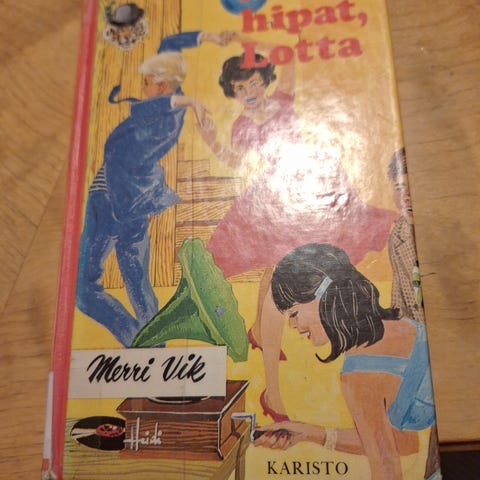 hipat,
Lotta
Merri Vik
Heidi
KARISTO